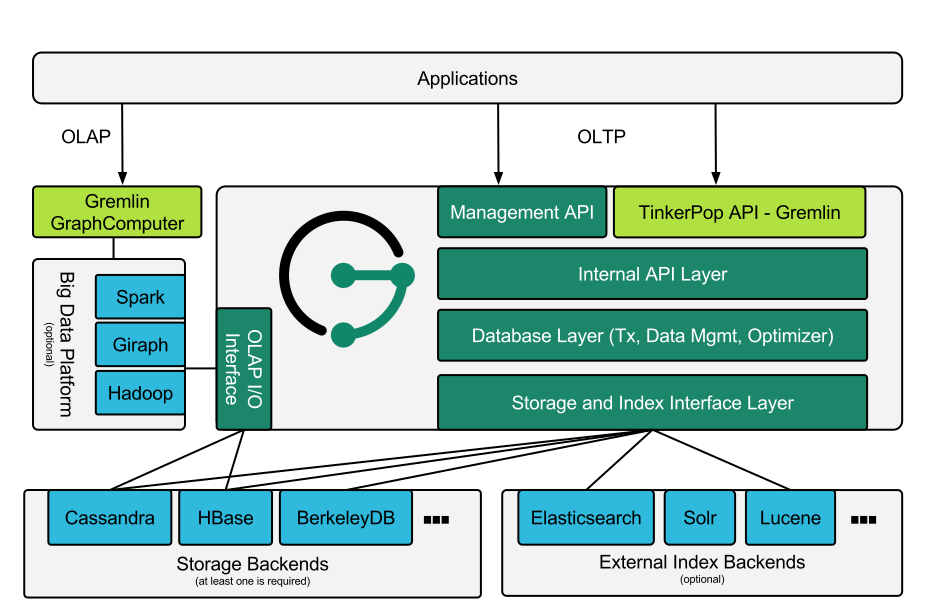 Applications
OLAP
OLTP
Gremlin
GraphComputer
Management API
TinkerPop API - Gremlin
Big Data Platform
(optional)
Spark
Giraph
Hadoop
OLAP I/O
Interface
Internal API Layer
Database Layer (Tx, Data Mgmt, Optimizer)
Storage and Index Interface Layer
Cassandra
HBase
BerkeleyDB
Storage Backends
(at least one is required)
Elasticsearch
Solr
Lucene
External Index Backends
(optional)